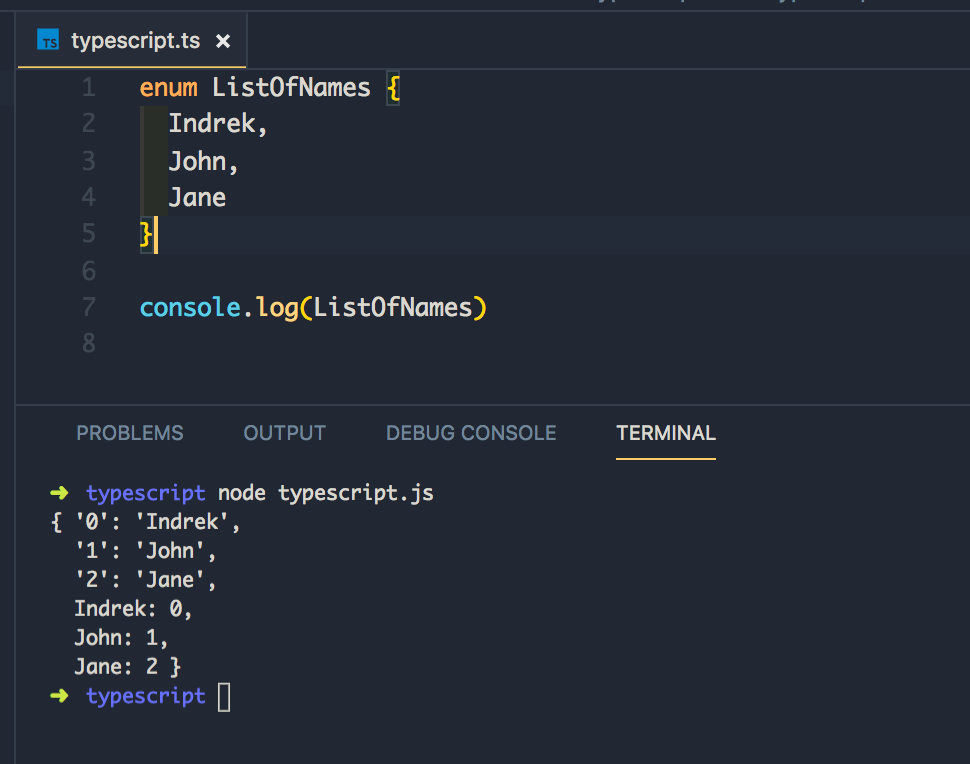 TS typescript.ts ×
1 enum ListOfNames {
2   Indrek,
3   John,
4   Jane
5 }
6
7 console.log(ListOfNames)
8
PROBLEMS OUTPUT DEBUG CONSOLE TERMINAL
➜ typescript node typescript.js
{ '0': 'Indrek',
  '1': 'John',
  '2': 'Jane',
  Indrek: 0,
  John: 1,
  Jane: 2 }
➜ typescript